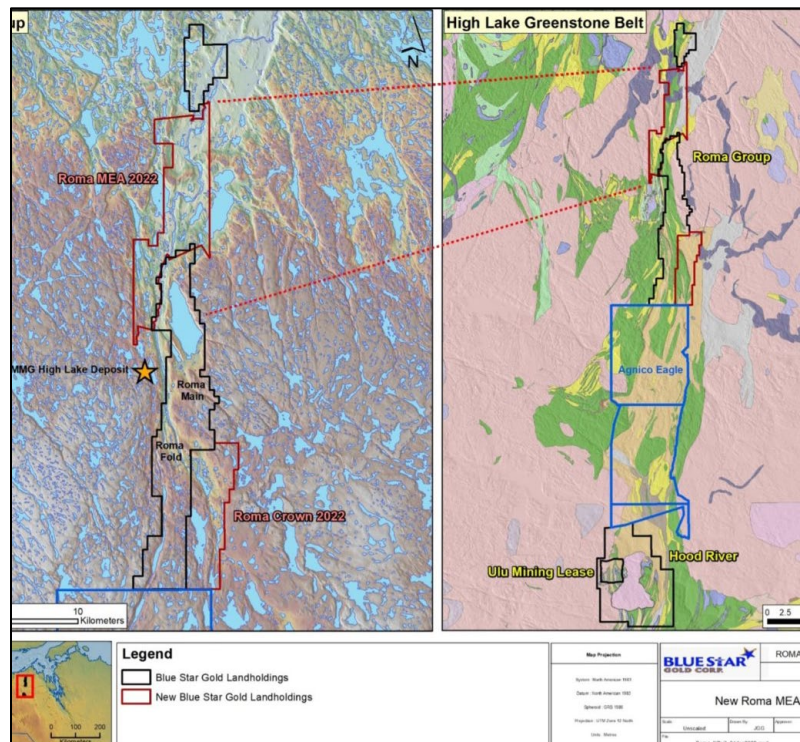 up
High Lake Greenstone Belt
N
Roma MEA 2022
Roma Group
MMG High Lake Deposit
Agnico Eagle
Roma
Main
Roma
Fold
Roma Crown 2022
Hood River
Ulu Mining Lease
10
Kilometers
0 2.5
Legend
Blue Star Gold Landholdings
New Blue Star Gold Landholdings
0 100 200
Kilometers
Map Projection
BLUE STAR
GOLD CORP.
ROMA
New Roma MEA
Unscaled
JGS